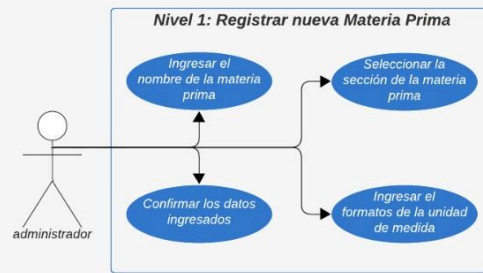 Nivel 1: Registrar nueva Materia Prima
Ingresar el
nombre de la materia
prima
Seleccionar la
sección de la materia
prima
administrador
Confirmar los datos
ingresados
Ingresar el
formatos de la unidad
de medida